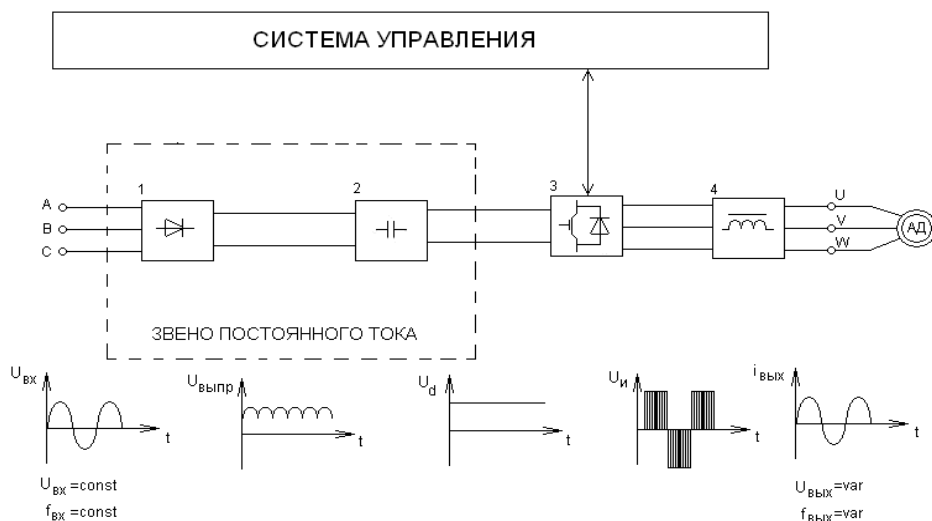 СИСТЕМА УПРАВЛЕНИЯ
1
2
3
4
A
B
C
U
V
W
АД
ЗВЕНО ПОСТОЯННОГО ТОКА
Uвх
t
Uвыпр
t
Ud
t
Uи
t
iвых
t
Uвх =const
fвх =const
Uвых=var
fвых=var